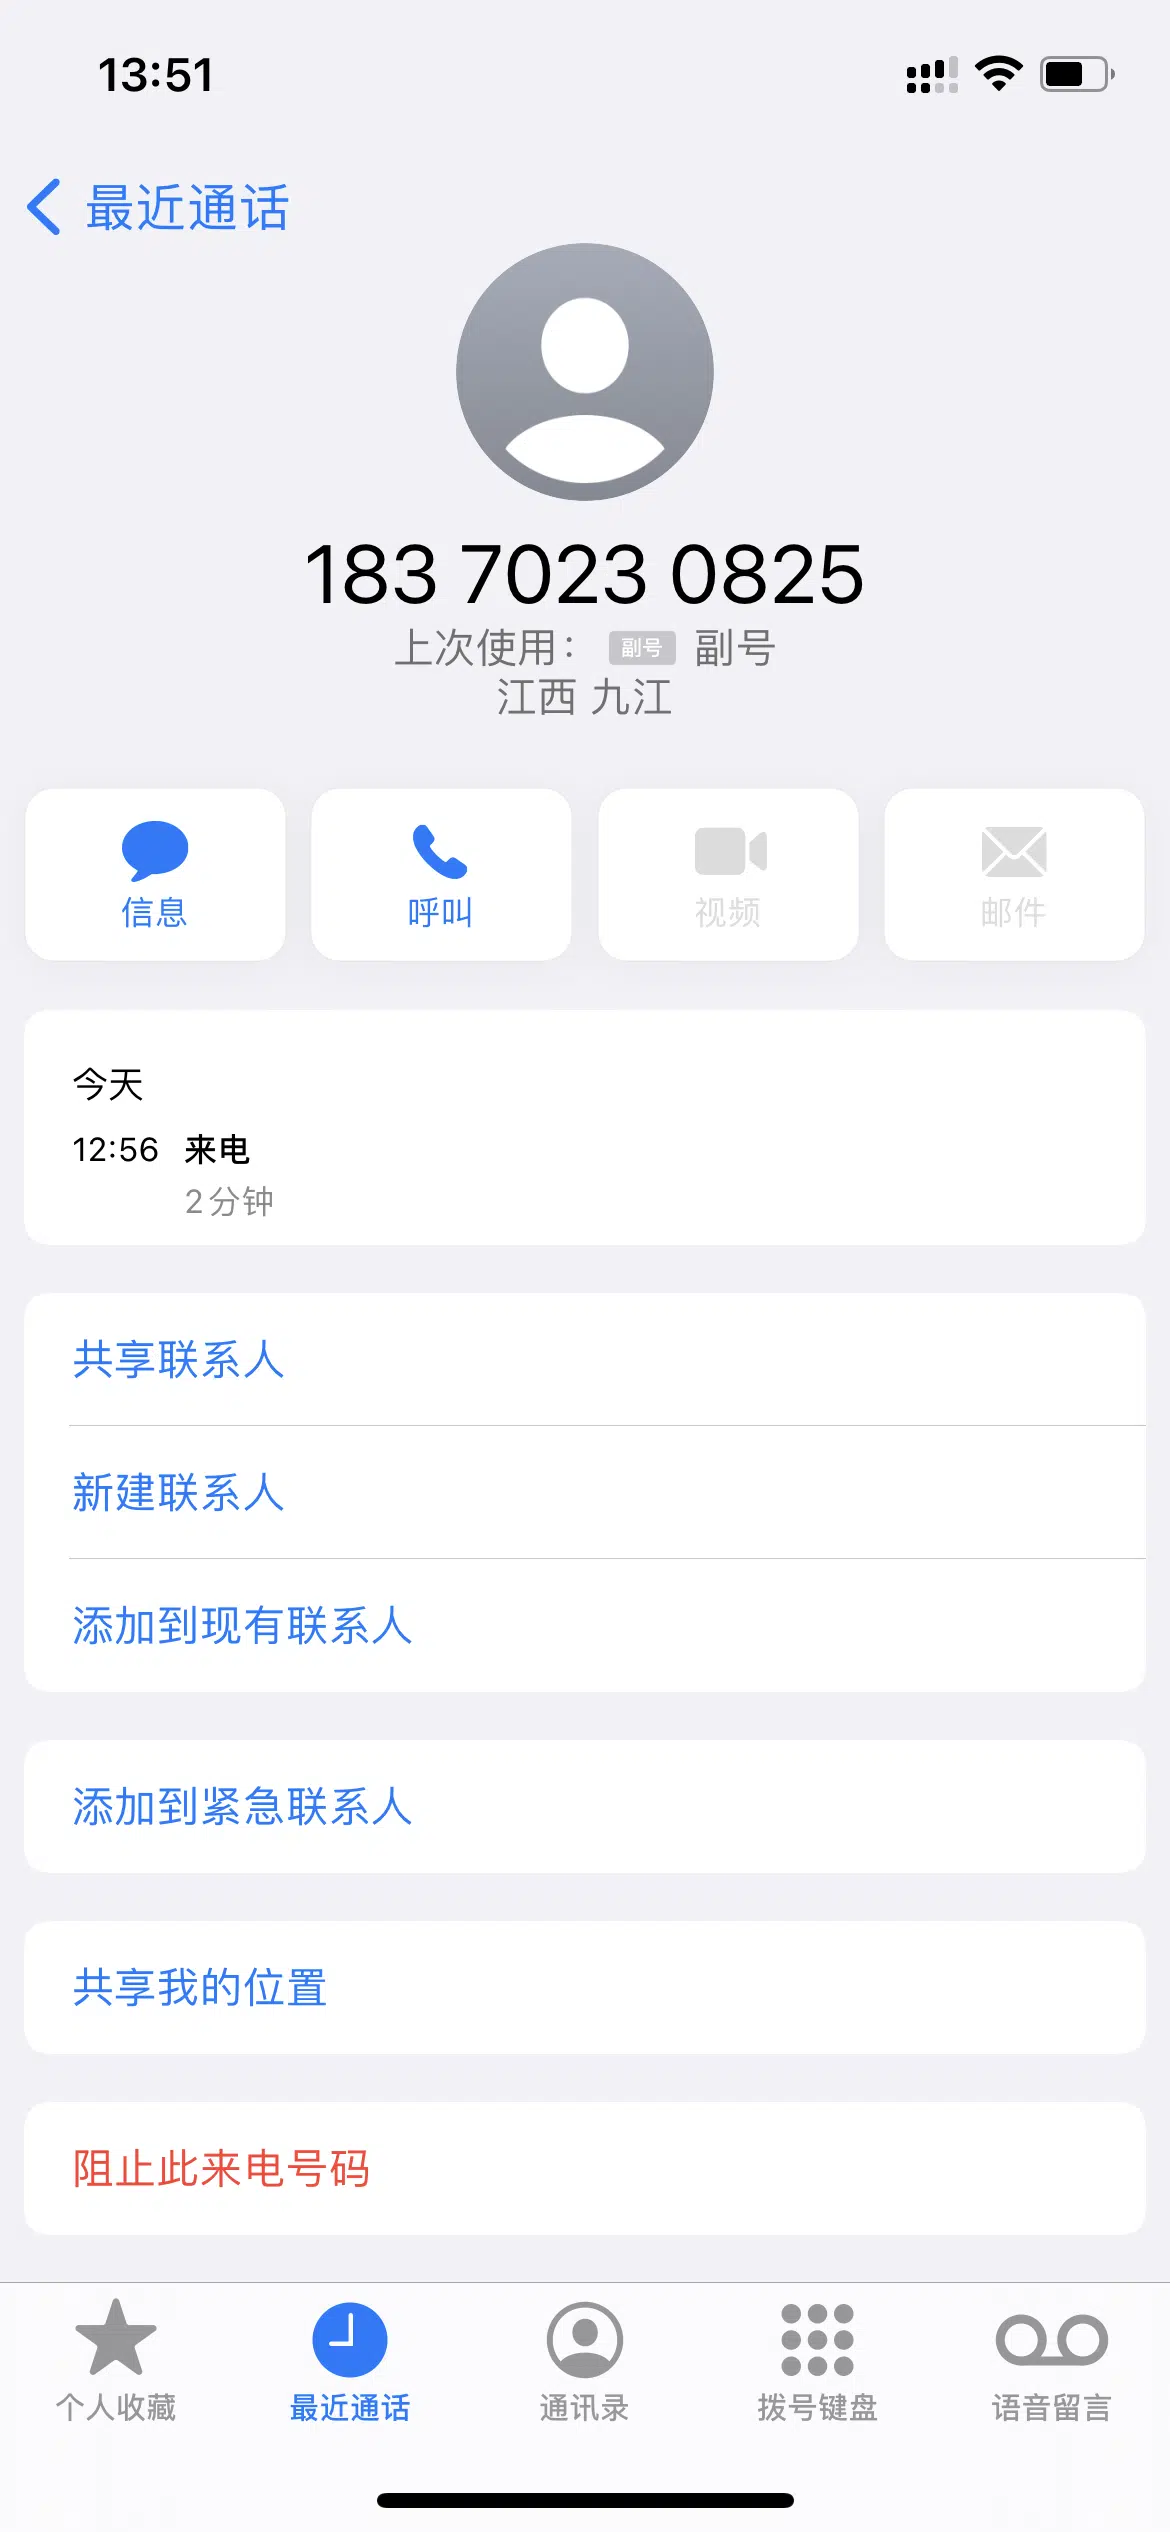 13:51
最近通话
183 7023 0825
上次使用： 副号 副号
江西 九江
信息
呼叫
视频
邮件
今天
12:56 来电
2分钟
共享联系人
新建联系人
添加到现有联系人
添加到紧急联系人
共享我的位置
阻止此来电号码
个人收藏
最近通话
通讯录
拨号键盘
语音留言